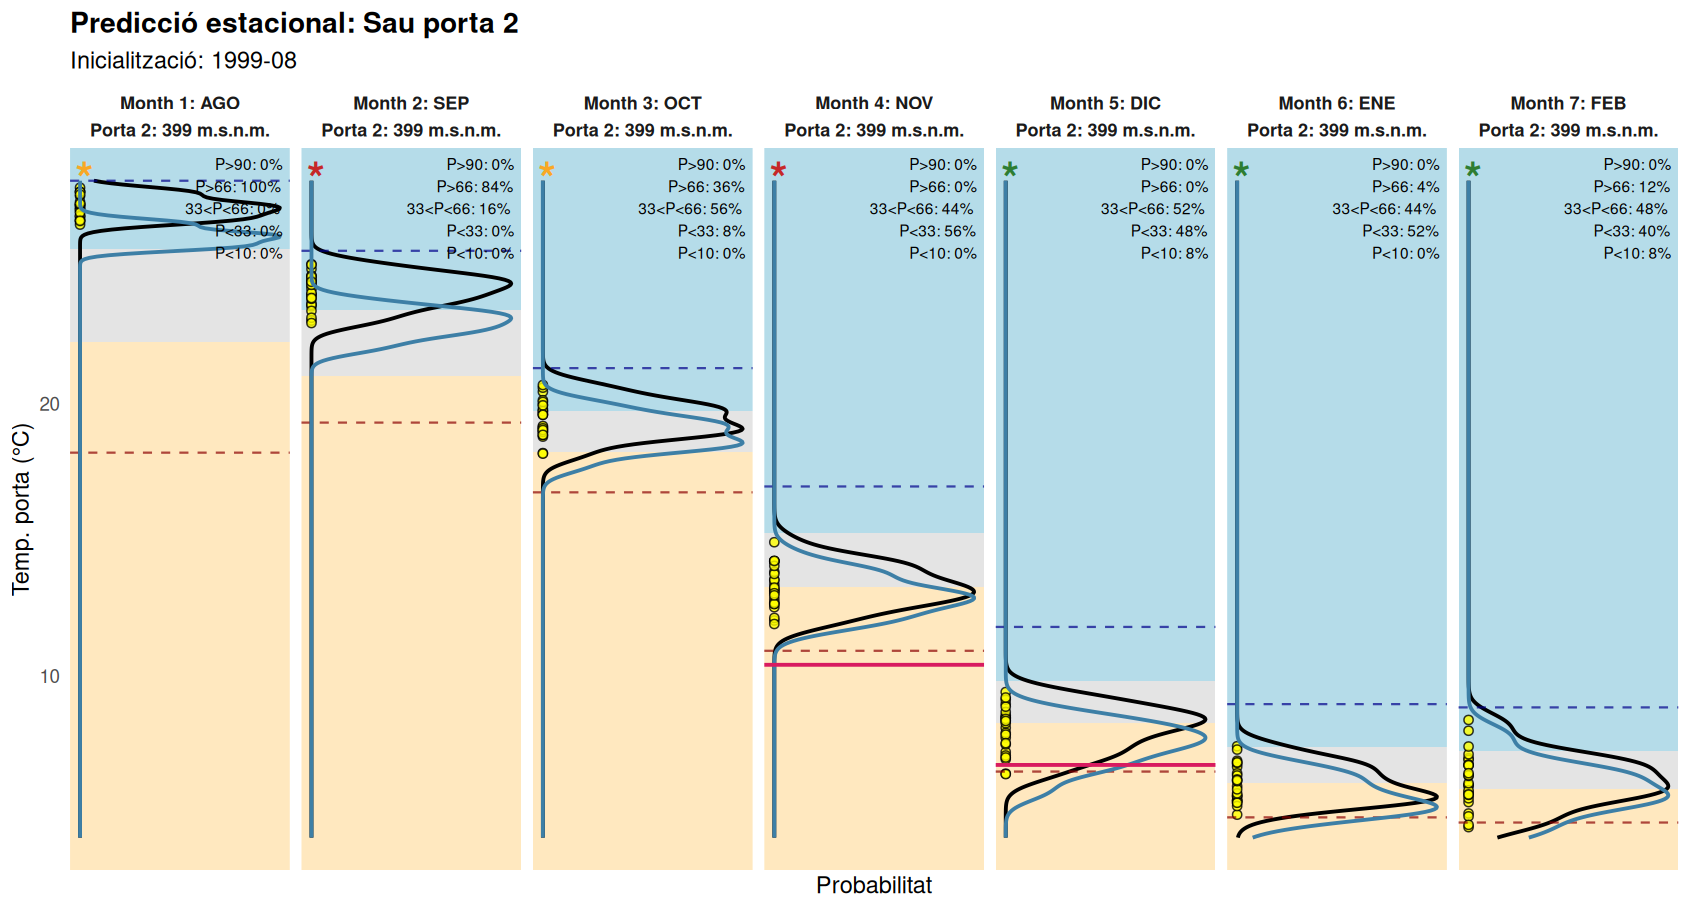 Predicció estacional: Sau porta 2
Inicialització: 1999-08
Month 1: AGO
Porta 2: 399 m.s.n.m.
Month 2: SEP
Porta 2: 399 m.s.n.m.
Month 3: OCT
Porta 2: 399 m.s.n.m.
Month 4: NOV
Porta 2: 399 m.s.n.m.
Month 5: DIC
Porta 2: 399 m.s.n.m.
Month 6: ENE
Porta 2: 399 m.s.n.m.
Month 7: FEB
Porta 2: 399 m.s.n.m.
*
P>90: 0%
P>66: 100%
33<P<66: 0%
P<33: 0%
P<10: 0%
*
P>90: 0%
P>66: 84%
33<P<66: 16%
P<33: 0%
P<10: 0%
*
P>90: 0%
P>66: 36%
33<P<66: 56%
P<33: 8%
P<10: 0%
*
P>90: 0%
P>66: 0%
33<P<66: 44%
P<33: 56%
P<10: 0%
*
P>90: 0%
P>66: 0%
33<P<66: 52%
P<33: 48%
P<10: 8%
*
P>90: 0%
P>66: 4%
33<P<66: 44%
P<33: 52%
P<10: 0%
*
P>90: 0%
P>66: 12%
33<P<66: 48%
P<33: 40%
P<10: 8%
Temp. porta (°C)
20
10
Probabilitat